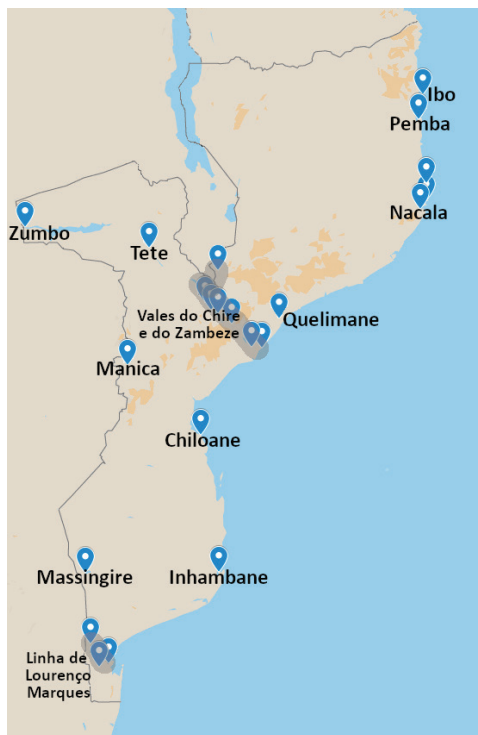 Ibo
Pemba
Nacala
Zumbo
Tete
Vales do Chire
e do Zambeze
Quelimane
Manica
Chiloane
Massingire
Inhambane
Linha de
Lourenço
Marques